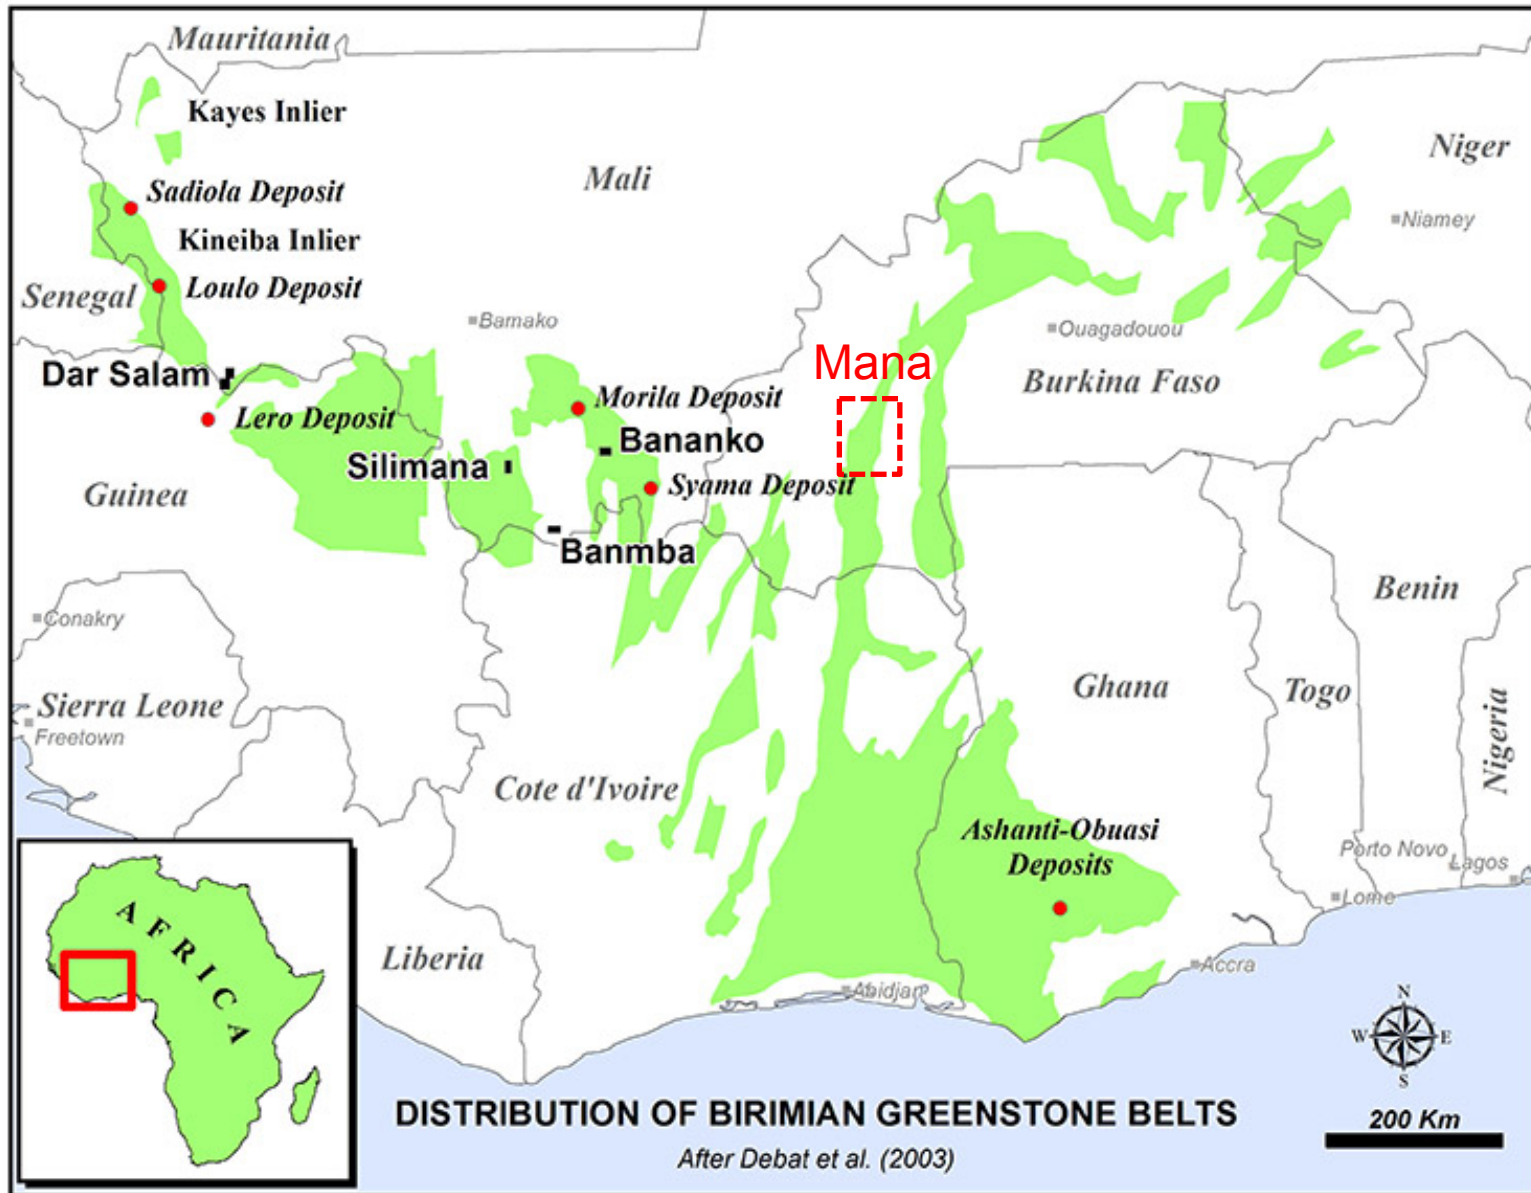 Mauritania
Kayes Inlier
Mali
Niger
Sadiola Deposit
Niamey
Kineiba Inlier
Senegal
Loulo Deposit
Bamako
Ouagadouou
Mana
Dar Salam
Burkina Faso
Lero Deposit
Morila Deposit
Bananko
Silimana
Guinea
Syama Deposit
Banmba
Benin
Conakry
Ghana
Togo
Sierra Leone
Freetown
Nigeria
Cote d'Ivoire
Ashanti-Obuasi
Deposits
Porto Novo
Lagos
Lome
Liberia
Accra
Abidjan
AFRICA
N
W
E
S
DISTRIBUTION OF BIRIMIAN GREENSTONE BELTS
200 Km
After Debat et al. (2003)